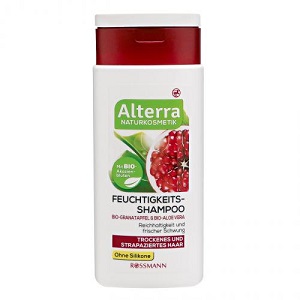 Alterra
NATURKOSMETIK
FEUCHTIGKEITS-
SHAMPOO
BIO-GRANATAPFEL & BIO-ALOE VERA
Reichhaltigkeit und
frischer Schwung
TROCKENES UND
STRAPAZIERTES HAAR
Ohne Silikone
ROSSMANN